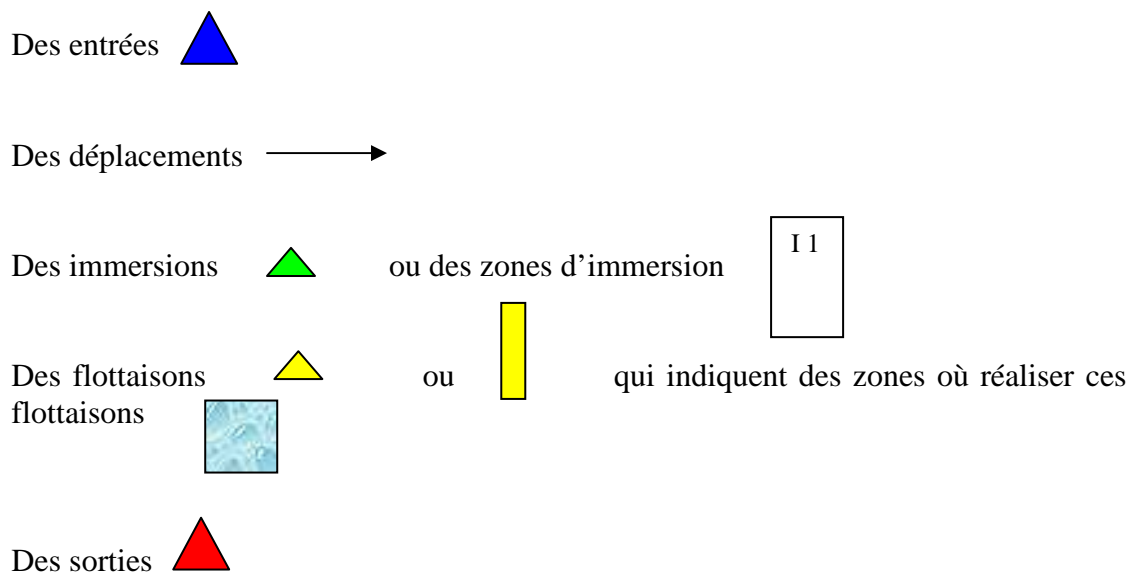 Des entrées
Des déplacements
I 1
Des immersions ou des zones d’immersion
Des flottaisons ou qui indiquent des zones où réaliser ces
flottaisons
Des sorties